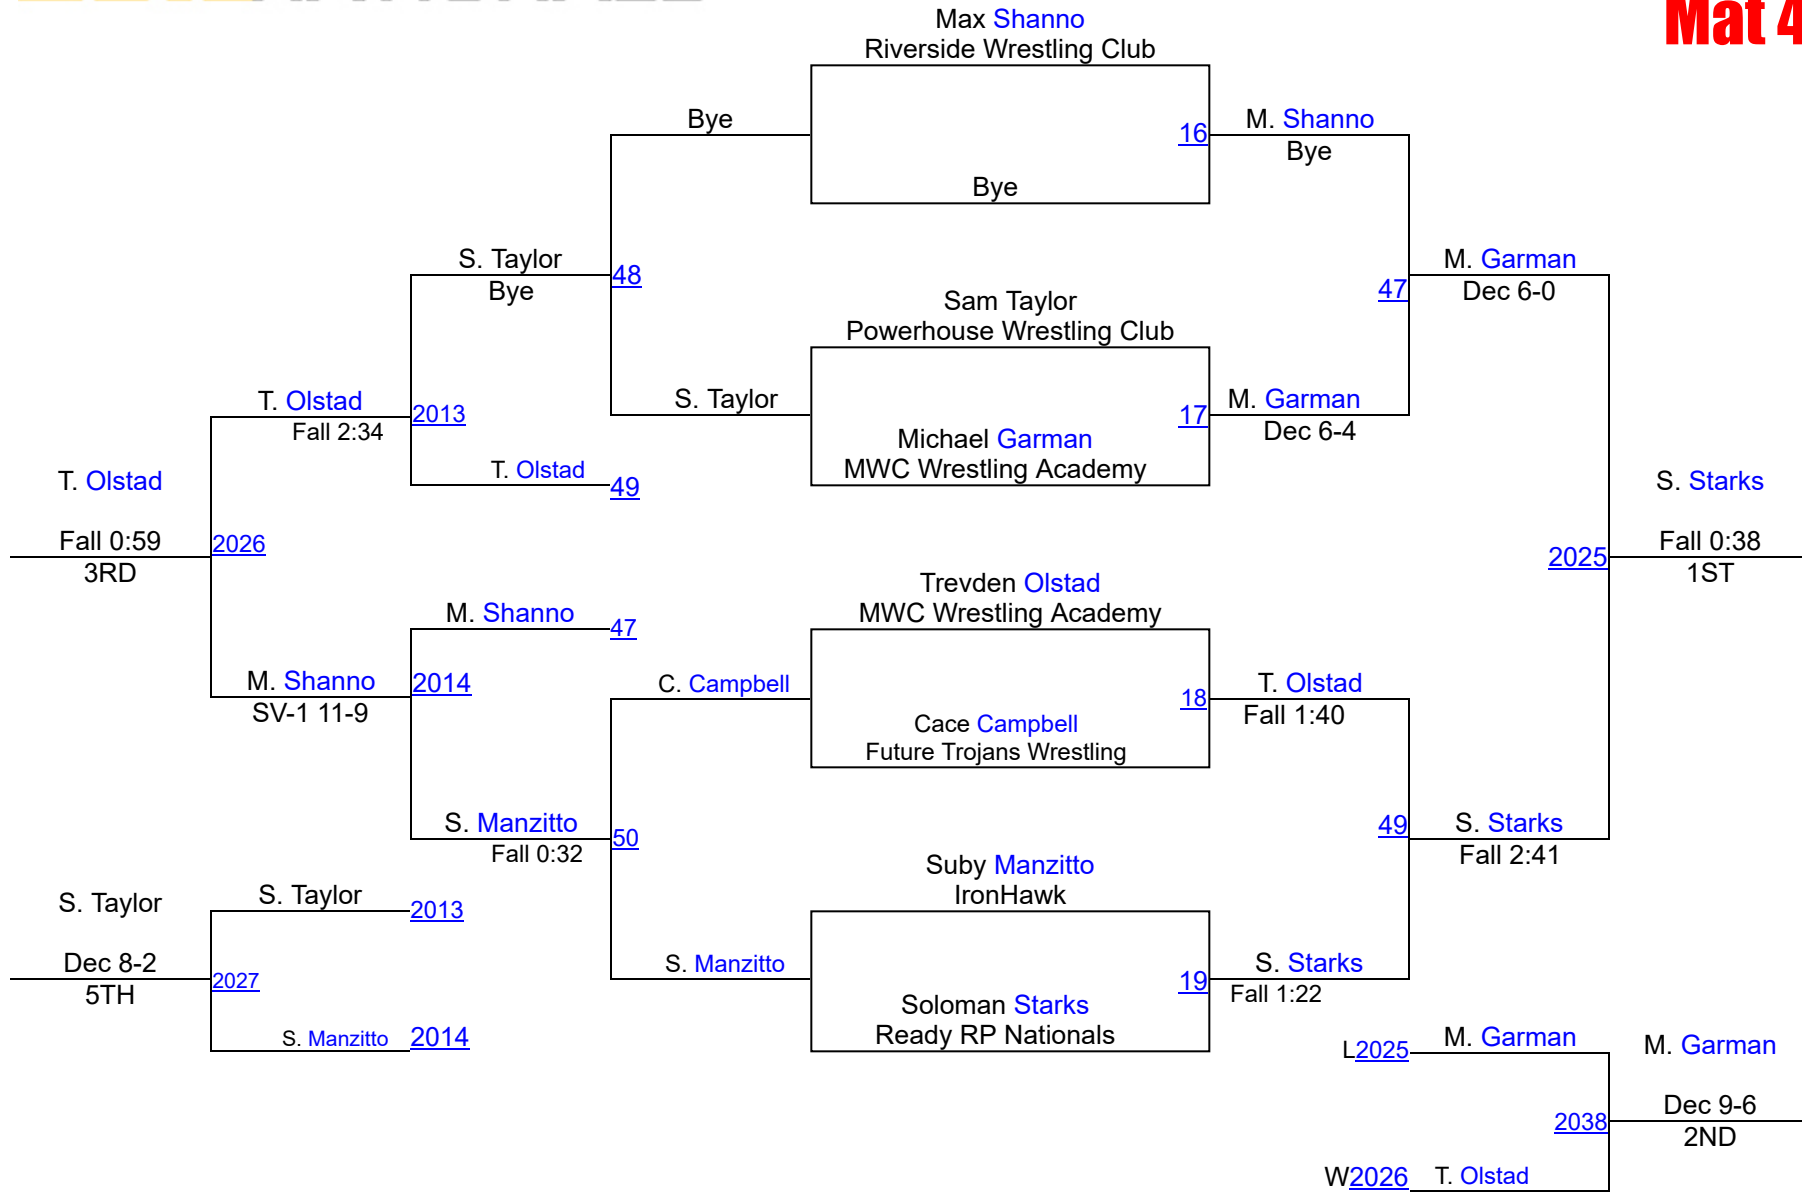 Mat 4
Max Shanno
Riverside Wrestling Club
Bye
16
M. Shanno
Bye
Bye
S. Taylor
Bye
48
M. Garman
Dec 6-0
47
Sam Taylor
Powerhouse Wrestling Club
T. Olstad
Fall 2:34
2013
S. Taylor
17
M. Garman
Dec 6-4
Michael Garman
MWC Wrestling Academy
T. Olstad
49
T. Olstad
Fall 0:59
3RD
2026
S. Starks
Fall 0:38
1ST
2025
Trevden Olstad
MWC Wrestling Academy
M. Shanno
47
M. Shanno
SV-1 11-9
2014
C. Campbell
18
T. Olstad
Fall 1:40
Cace Campbell
Future Trojans Wrestling
S. Manzitto
Fall 0:32
50
49
S. Starks
Fall 2:41
Suby Manzitto
IronHawk
S. Taylor
Dec 8-2
5TH
S. Taylor
2013
2027
S. Manzitto
2014
S. Manzitto
19
S. Starks
Fall 1:22
Soloman Starks
Ready RP Nationals
L2025
M. Garman
M. Garman
Dec 9-6
2ND
2038
W2026
T. Olstad